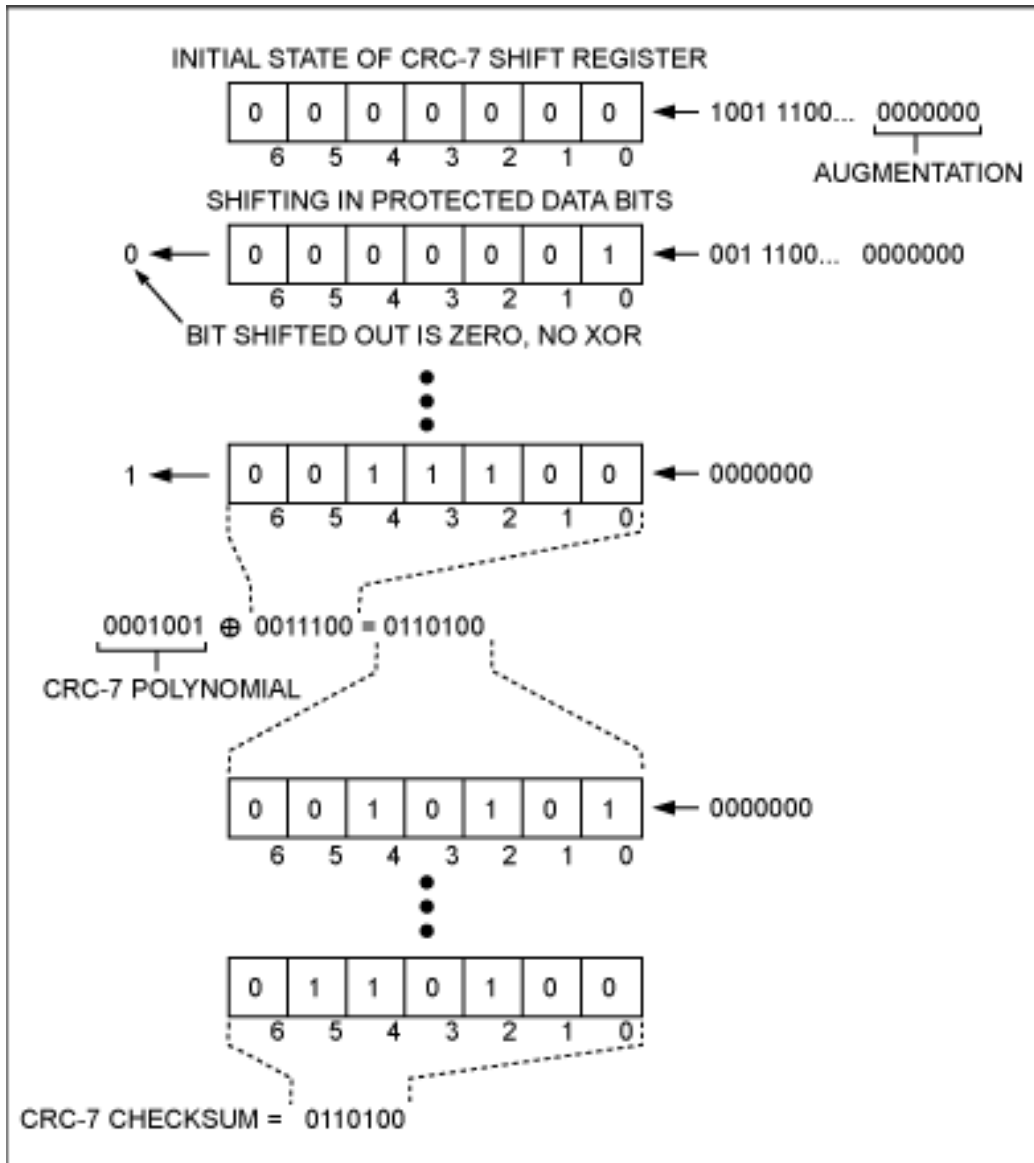 INITIAL STATE OF CRC-7 SHIFT REGISTER
0 0 0 0 0 0 0 1001 1100... 0000000
6 5 4 3 2 1 0
AUGMENTATION
SHIFTING IN PROTECTED DATA BITS
0 0 0 0 0 0 0 1 001 1100... 0000000
6 5 4 3 2 1 0
BIT SHIFTED OUT IS ZERO, NO XOR
1 0 0 1 1 1 0 0 0000000
6 5 4 3 2 1 0
0001001 ⊕ 0011100 = 0110100
CRC-7 POLYNOMIAL
0 0 1 0 1 0 1 0000000
6 5 4 3 2 1 0
0 1 1 0 1 0 0
6 5 4 3 2 1 0
CRC-7 CHECKSUM = 0110100